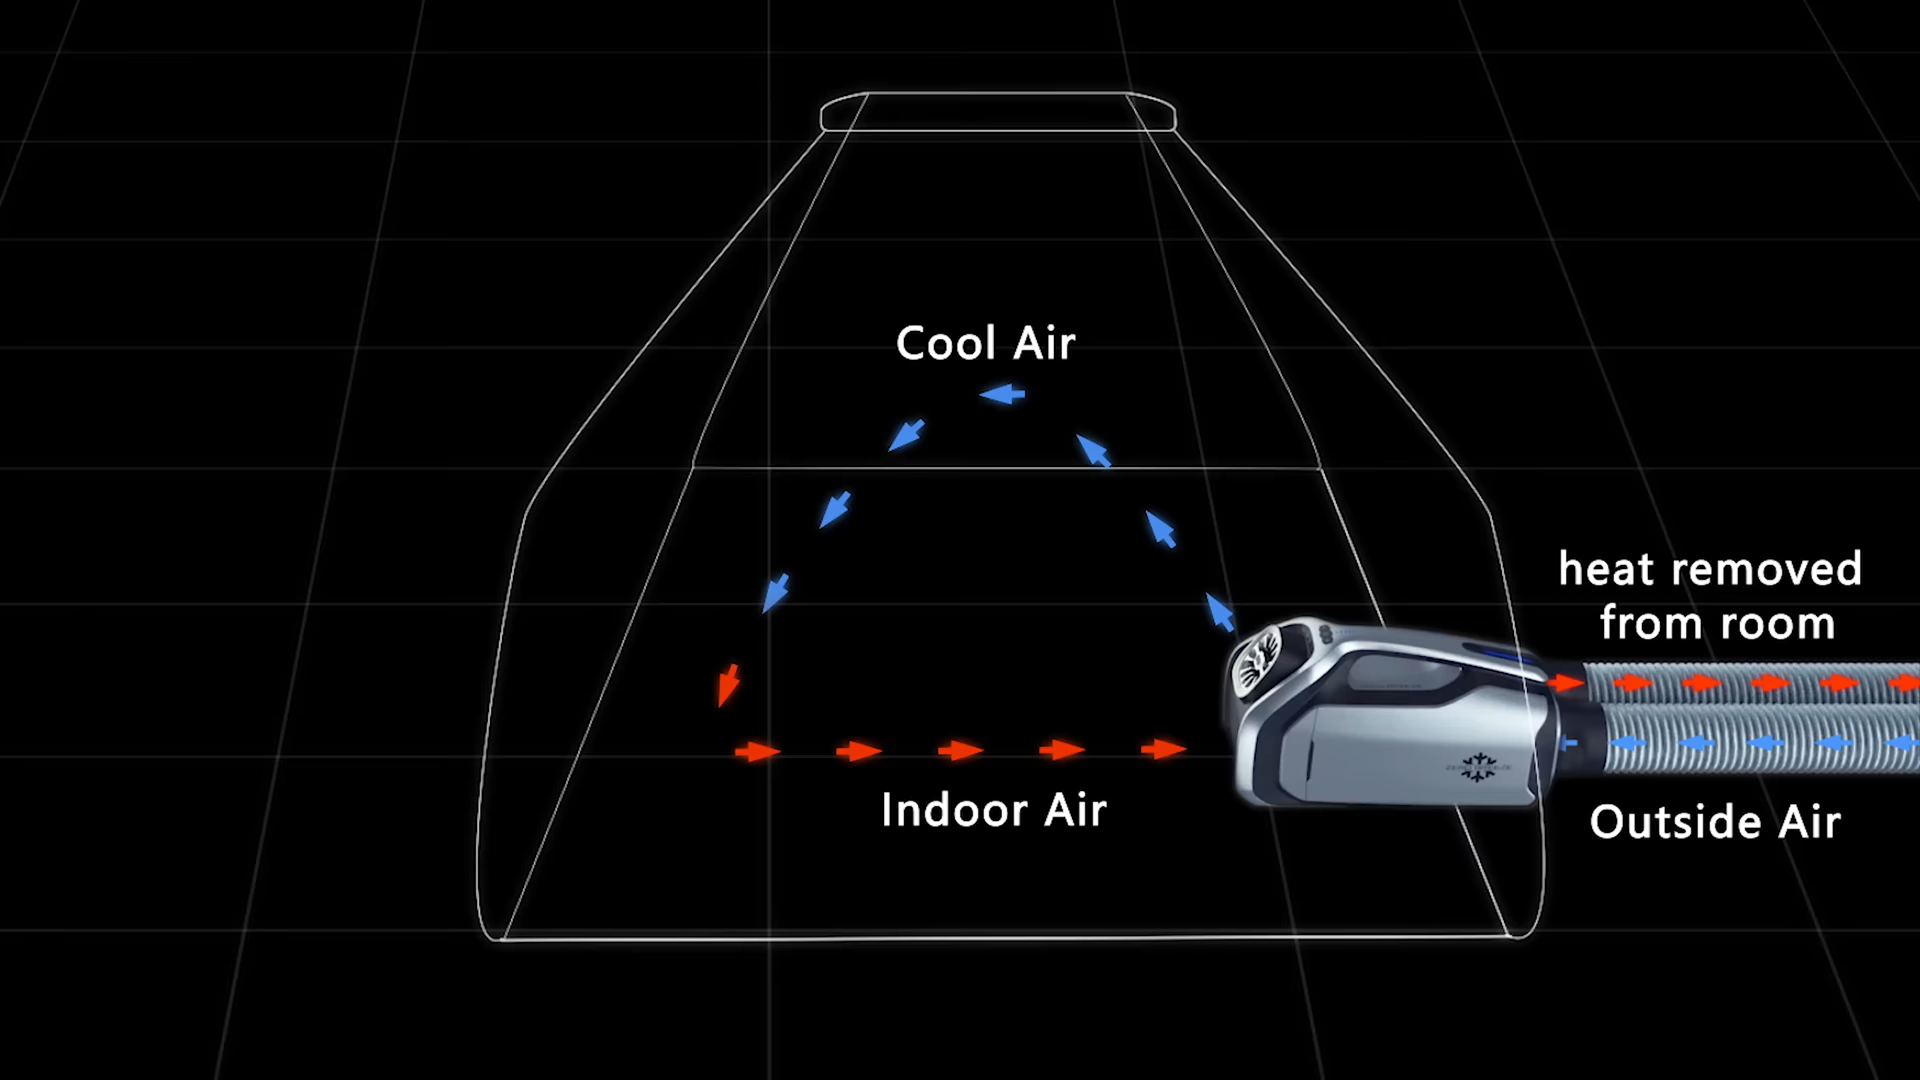 Cool Air
heat removed
from room
Indoor Air
Outside Air